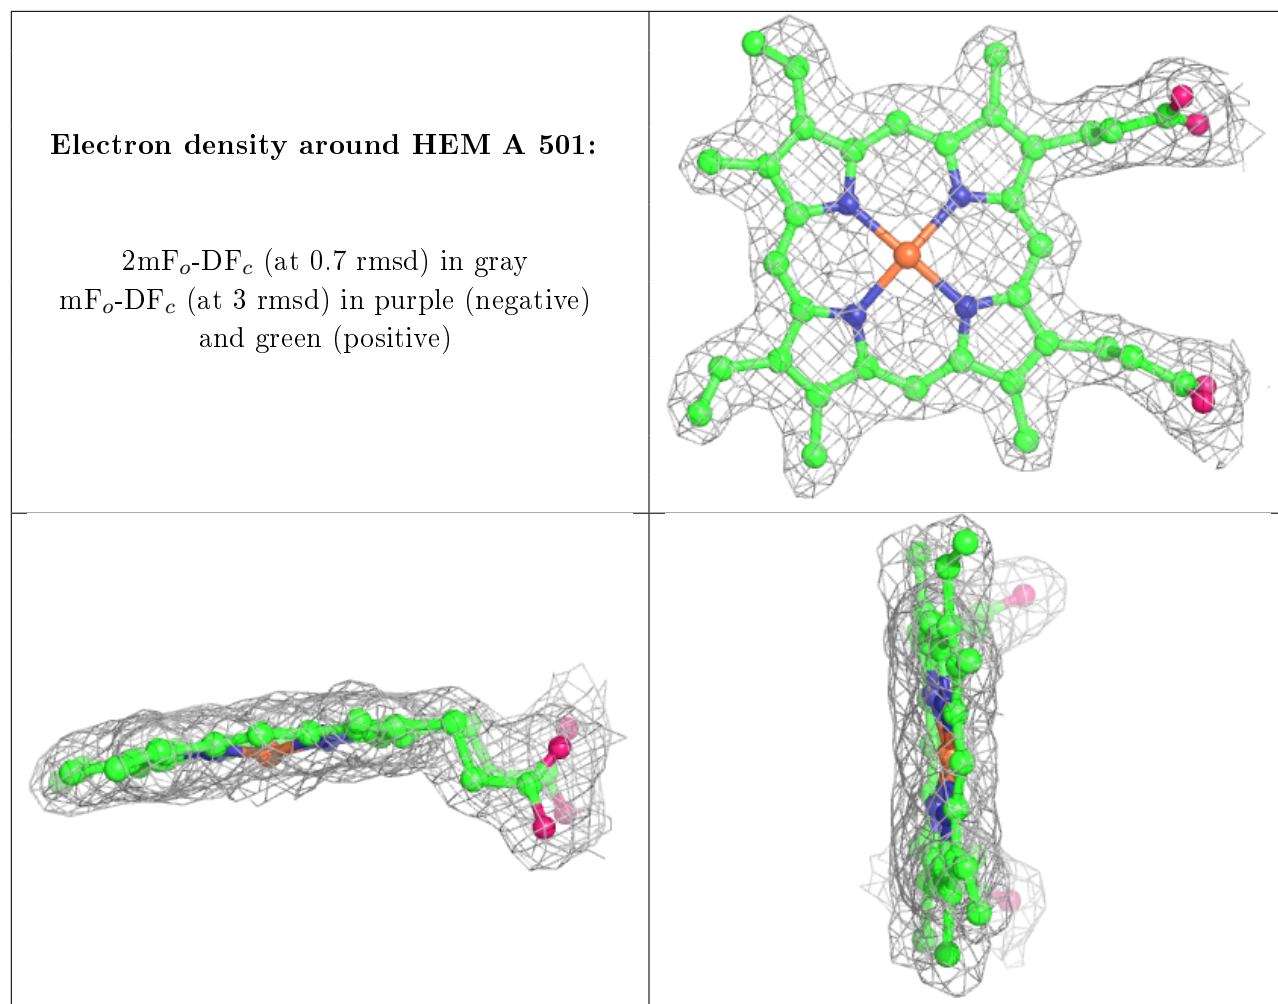 Electron density around HEM A 501:
2mFₒ-DF𝒸 (at 0.7 rmsd) in gray
mFₒ-DF𝒸 (at 3 rmsd) in purple (negative)
and green (positive)